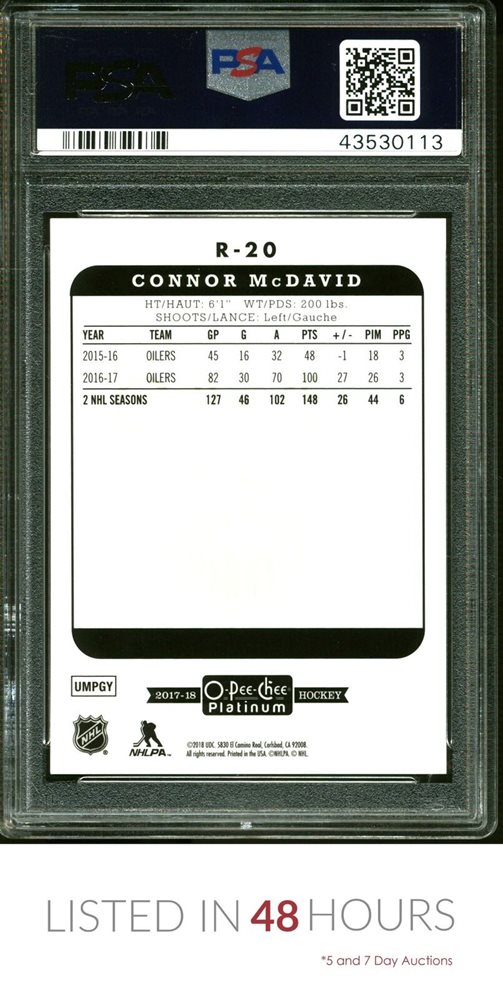 PSA PSA
43530113
R-20
CONNOR McDAVID
HT/HAUT: 6'1" WT/PDS: 200 lbs.
SHOOTS/LANCE: Left/Gauche
YEAR TEAM GP G A PTS +/- PIM PPG
2015-16 OILERS 45 16 32 48 -1 18 3
2016-17 OILERS 82 30 70 100 27 26 3
2 NHL SEASONS 127 46 102 148 26 44 6
UMPGY
2017-18 O-Pee-Chee HOCKEY
Platinum
NHL
NHLPA
©2018 UDC. 5830 El Camino Real, Carlsbad, CA 92008.
All rights reserved. Printed in the USA. ©NHLPA. © NHL.
LISTED IN 48 HOURS
*5 and 7 Day Auctions